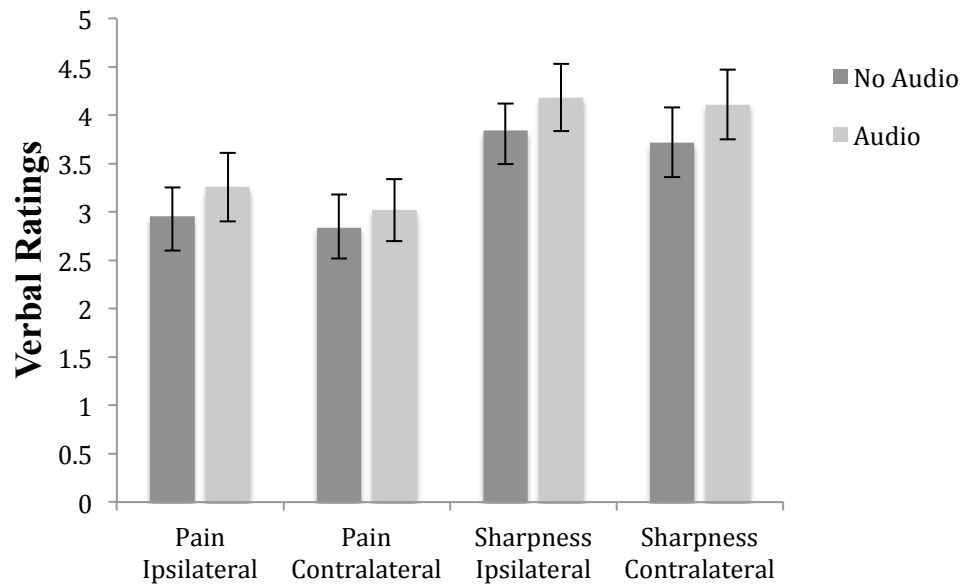 5
4.5
4
3.5
3
2.5
2
1.5
1
0.5
0
Verbal Ratings
Pain
Ipsilateral
Pain
Contralateral
Sharpness
Ipsilateral
Sharpness
Contralateral
No Audio
Audio